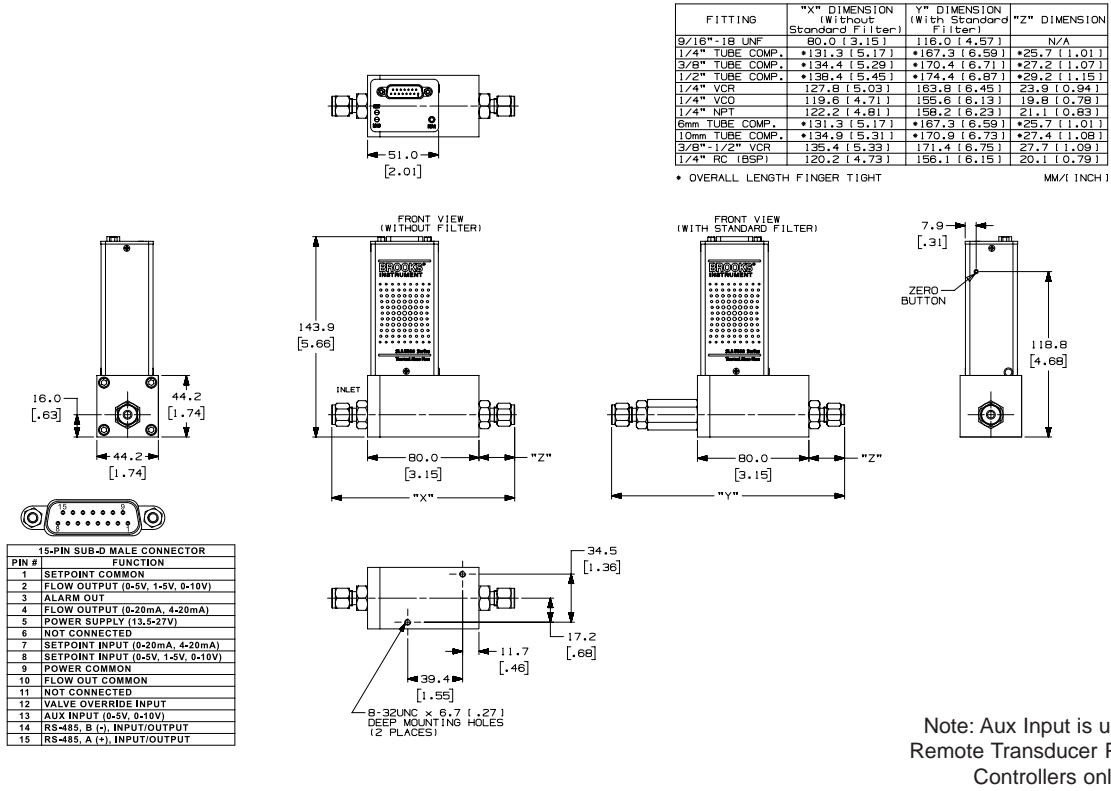 FITTING "X" DIMENSION (Without Standard Filter) Y" DIMENSION (With Standard Filter) "Z" DIMENSION
9/16"-18 UNF 80.0 [3.15] 116.0 [4.57] N/A
1/4" TUBE COMP. *131.3 [5.17] *167.3 [6.59] *25.7 [1.01]
3/8" TUBE COMP. *134.4 [5.29] *170.4 [6.71] *27.2 [1.07]
1/2" TUBE COMP. *138.4 [5.45] *174.4 [6.87] *29.2 [1.15]
1/4" VCR 127.8 [5.03] 163.8 [6.45] 23.9 [0.94]
1/4" VCO 119.6 [4.71] 155.6 [6.13] 19.8 [0.78]
1/4" NPT 122.2 [4.81] 158.2 [6.23] 21.1 [0.83]
6mm TUBE COMP. *131.3 [5.17] *167.3 [6.59] *25.7 [1.01]
10mm TUBE COMP. *134.9 [5.31] *170.9 [6.73] *27.4 [1.08]
3/8"-1/2" VCR 135.4 [5.33] 171.4 [6.75] 27.7 [1.09]
1/4" RC (BSP) 120.2 [4.73] 156.1 [6.15] 20.1 [0.79]
* OVERALL LENGTH FINGER TIGHT MM/[INCH]
51.0
[2.01]
FRONT VIEW
(WITHOUT FILTER)
FRONT VIEW
(WITH STANDARD FILTER)
7.9
[.31]
ZERO
BUTTON
BROOKS
INSTRUMENT
BROOKS
INSTRUMENT
143.9
[5.66]
118.8
[4.68]
INLET
16.0
[.63]
44.2
[1.74]
44.2
[1.74]
80.0
[3.15]
"Z"
"X"
80.0
[3.15]
"Z"
"Y"
15 9
8 1
15-PIN SUB-D MALE CONNECTOR
PIN # FUNCTION
1 SETPOINT COMMON
2 FLOW OUTPUT (0-5V, 1-5V, 0-10V)
3 ALARM OUT
4 FLOW OUTPUT (0-20mA, 4-20mA)
5 POWER SUPPLY (13.5-27V)
6 NOT CONNECTED
7 SETPOINT INPUT (0-20mA, 4-20mA)
8 SETPOINT INPUT (0-5V, 1-5V, 0-10V)
9 POWER COMMON
10 FLOW OUT COMMON
11 NOT CONNECTED
12 VALVE OVERRIDE INPUT
13 AUX INPUT (0-5V, 0-10V)
14 RS-485, B (-), INPUT/OUTPUT
15 RS-485, A (+), INPUT/OUTPUT
34.5
[1.36]
17.2
[.68]
11.7
[.46]
39.4
[1.55]
8-32UNC x 6.7 [.27]
DEEP MOUNTING HOLES
(2 PLACES)
Note: Aux Input is u
Remote Transducer
Controllers onl